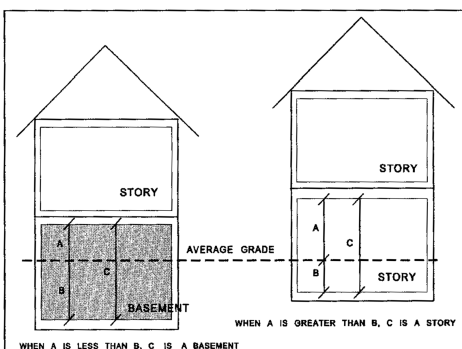 STORY
A
C
B
BASEMENT
WHEN A IS LESS THAN B, C IS A BASEMENT
AVERAGE GRADE
STORY
A
C
B
STORY
WHEN A IS GREATER THAN B, C IS A STORY